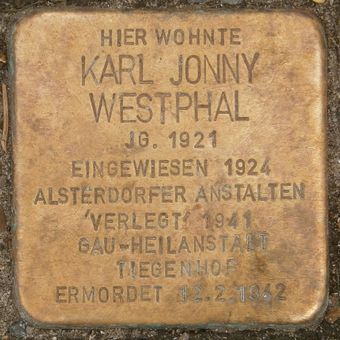 HIER WOHNTE
KARL JONNY
WESTPHAL
JG. 1921
EINGEWIESEN 1924
ALSTERDORFER ANSTALTEN
'VERLEGT' 1941
GAU-HEILANSTALT
TIEGENHOF
ERMORDET 12.2.1942